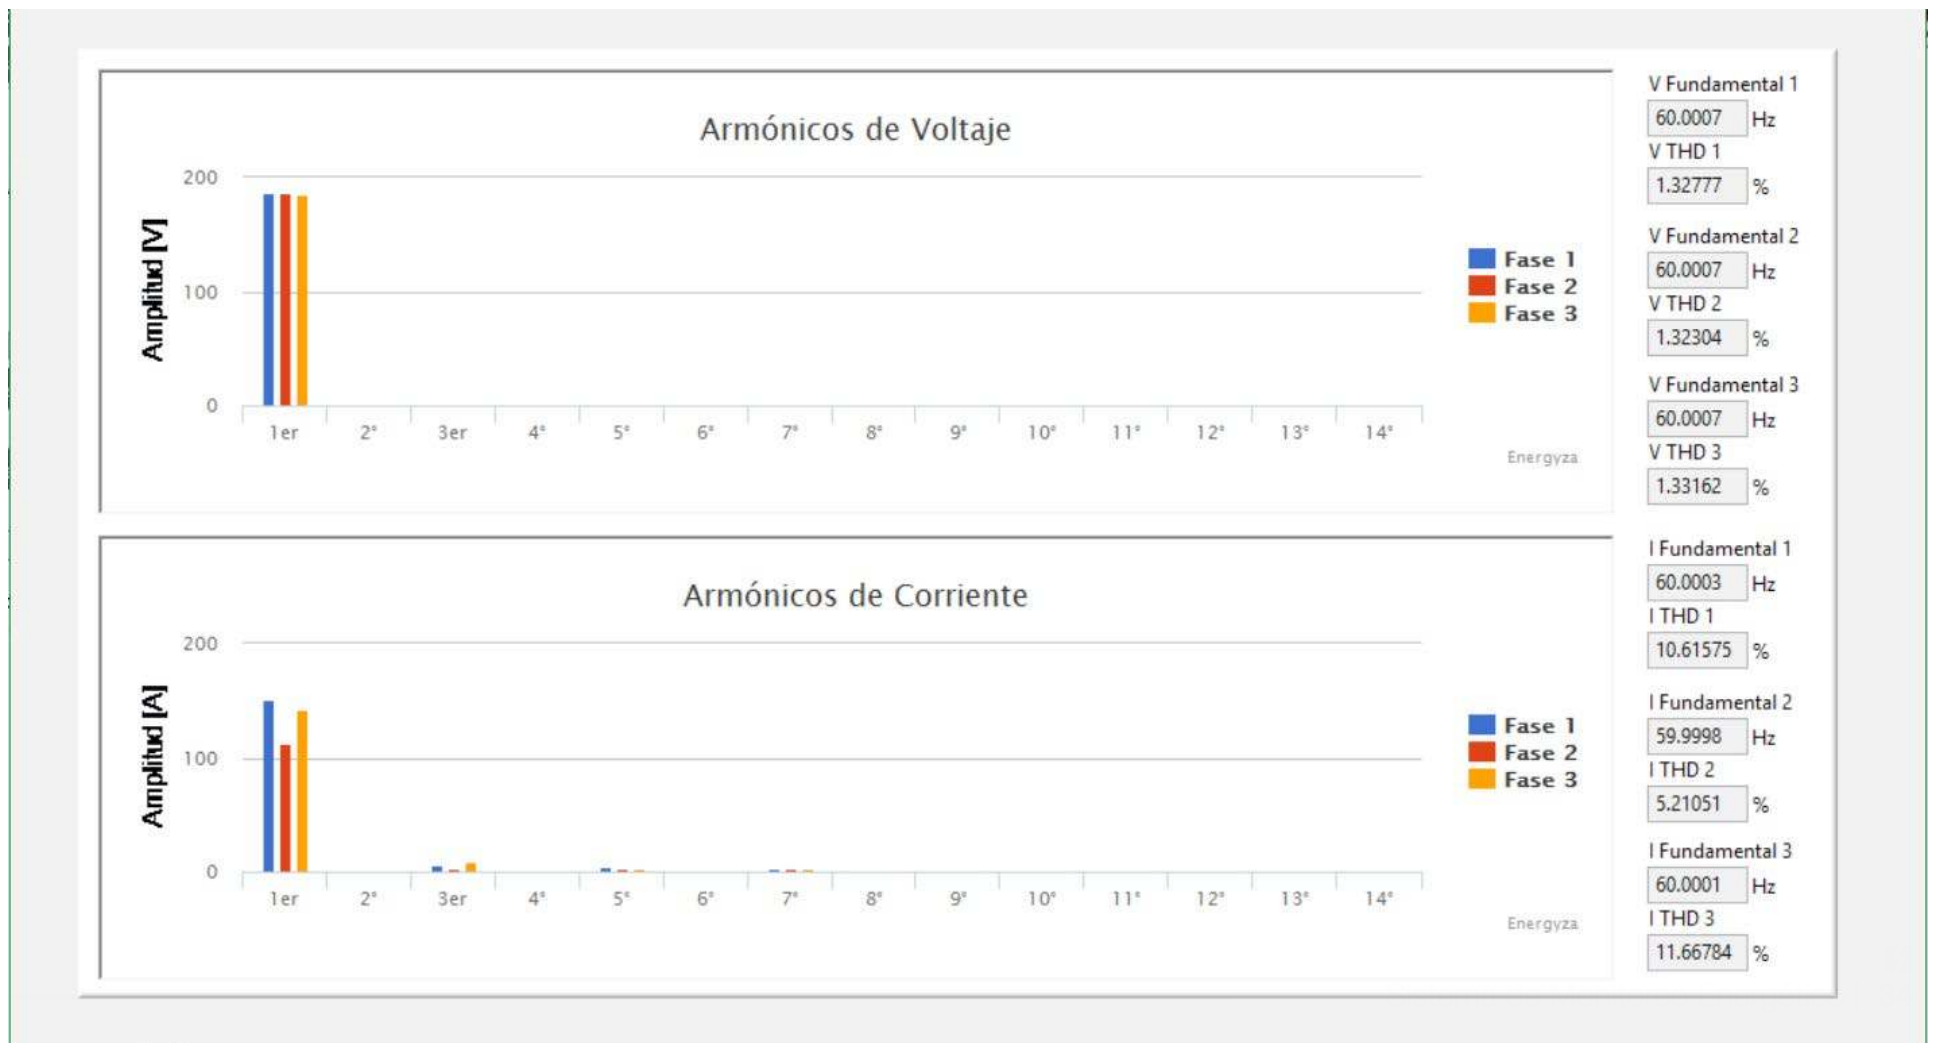 Armónicos de Voltaje
Amplitud [V]
200
100
0
1er 2° 3er 4° 5° 6° 7° 8° 9° 10° 11° 12° 13° 14°
Fase 1
Fase 2
Fase 3
Energyza
V Fundamental 1
60.0007 Hz
V THD 1
1.32777 %
V Fundamental 2
60.0007 Hz
V THD 2
1.32304 %
V Fundamental 3
60.0007 Hz
V THD 3
1.33162 %
Armónicos de Corriente
Amplitud [A]
200
100
0
1er 2° 3er 4° 5° 6° 7° 8° 9° 10° 11° 12° 13° 14°
Fase 1
Fase 2
Fase 3
Energyza
I Fundamental 1
60.0003 Hz
I THD 1
10.61575 %
I Fundamental 2
59.9998 Hz
I THD 2
5.21051 %
I Fundamental 3
60.0001 Hz
I THD 3
11.66784 %